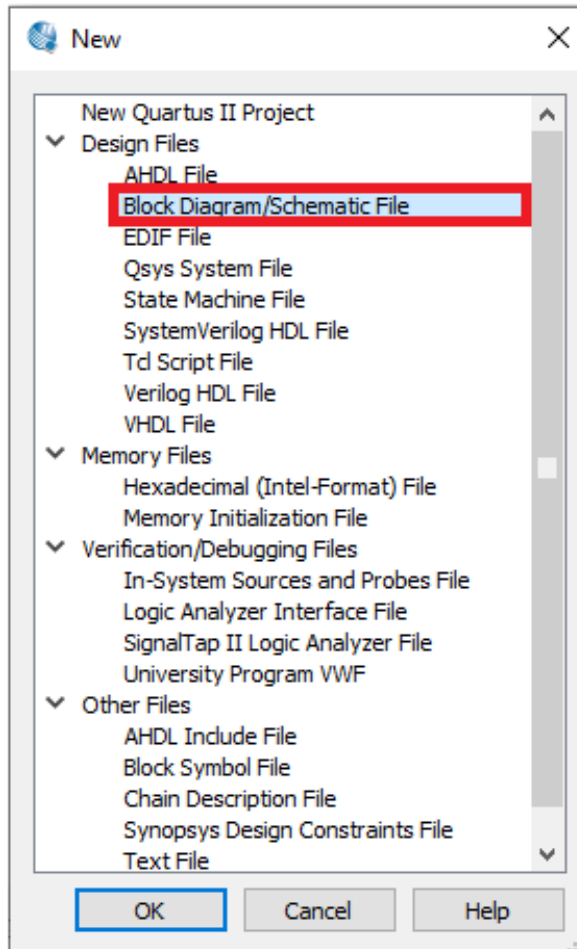 New
New Quartus II Project
Design Files
AHDL File
Block Diagram/Schematic File
EDIF File
Qsys System File
State Machine File
SystemVerilog HDL File
Tcl Script File
Verilog HDL File
VHDL File
Memory Files
Hexadecimal (Intel-Format) File
Memory Initialization File
Verification/Debugging Files
In-System Sources and Probes File
Logic Analyzer Interface File
SignalTap II Logic Analyzer File
University Program VWF
Other Files
AHDL Include File
Block Symbol File
Chain Description File
Synopsys Design Constraints File
Text File
OK Cancel Help